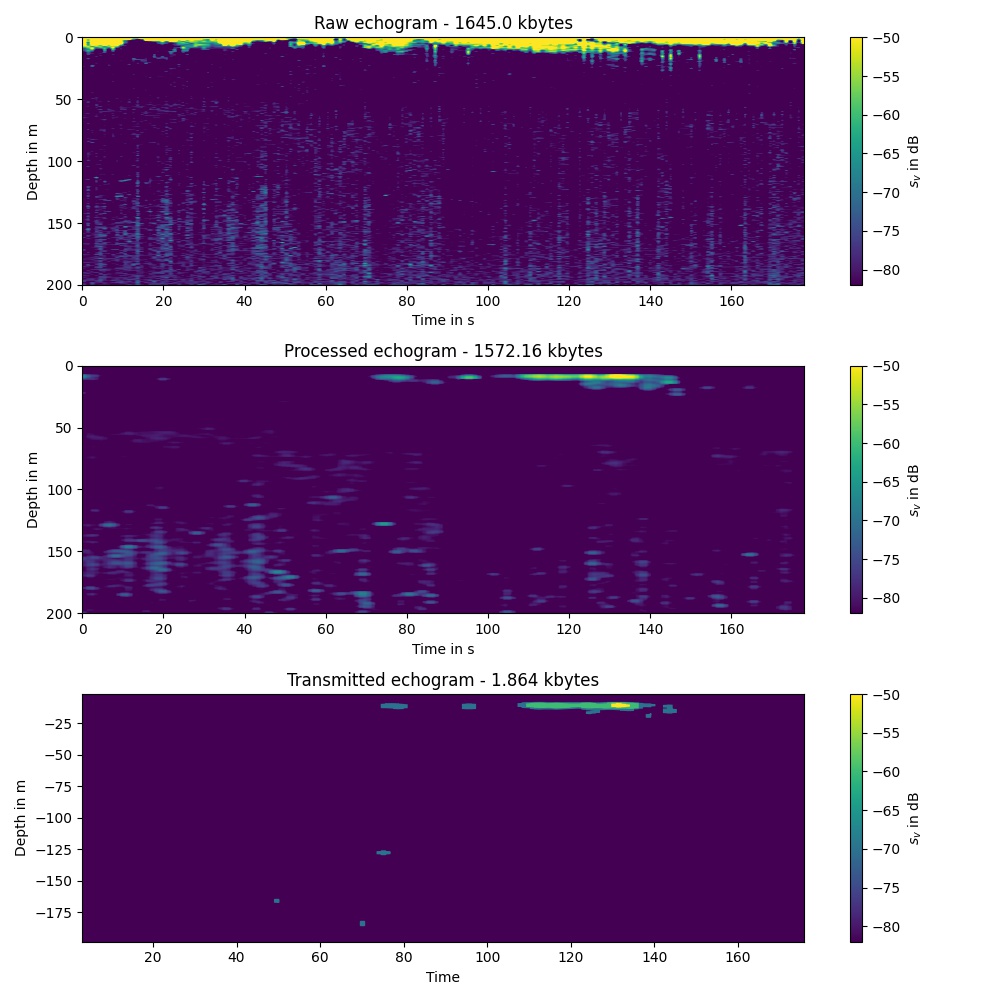 Raw echogram - 1645.0 kbytes
0
50
100
150
200
Depth in m
0 20 40 60 80 100 120 140 160
Time in s
−50
−55
−60
−65
−70
−75
−80
s_v in dB
Processed echogram - 1572.16 kbytes
0
50
100
150
200
Depth in m
0 20 40 60 80 100 120 140 160
Time in s
−50
−55
−60
−65
−70
−75
−80
s_v in dB
Transmitted echogram - 1.864 kbytes
−25
−50
−75
−100
−125
−150
−175
Depth in m
20 40 60 80 100 120 140 160
Time
−50
−55
−60
−65
−70
−75
−80
s_v in dB